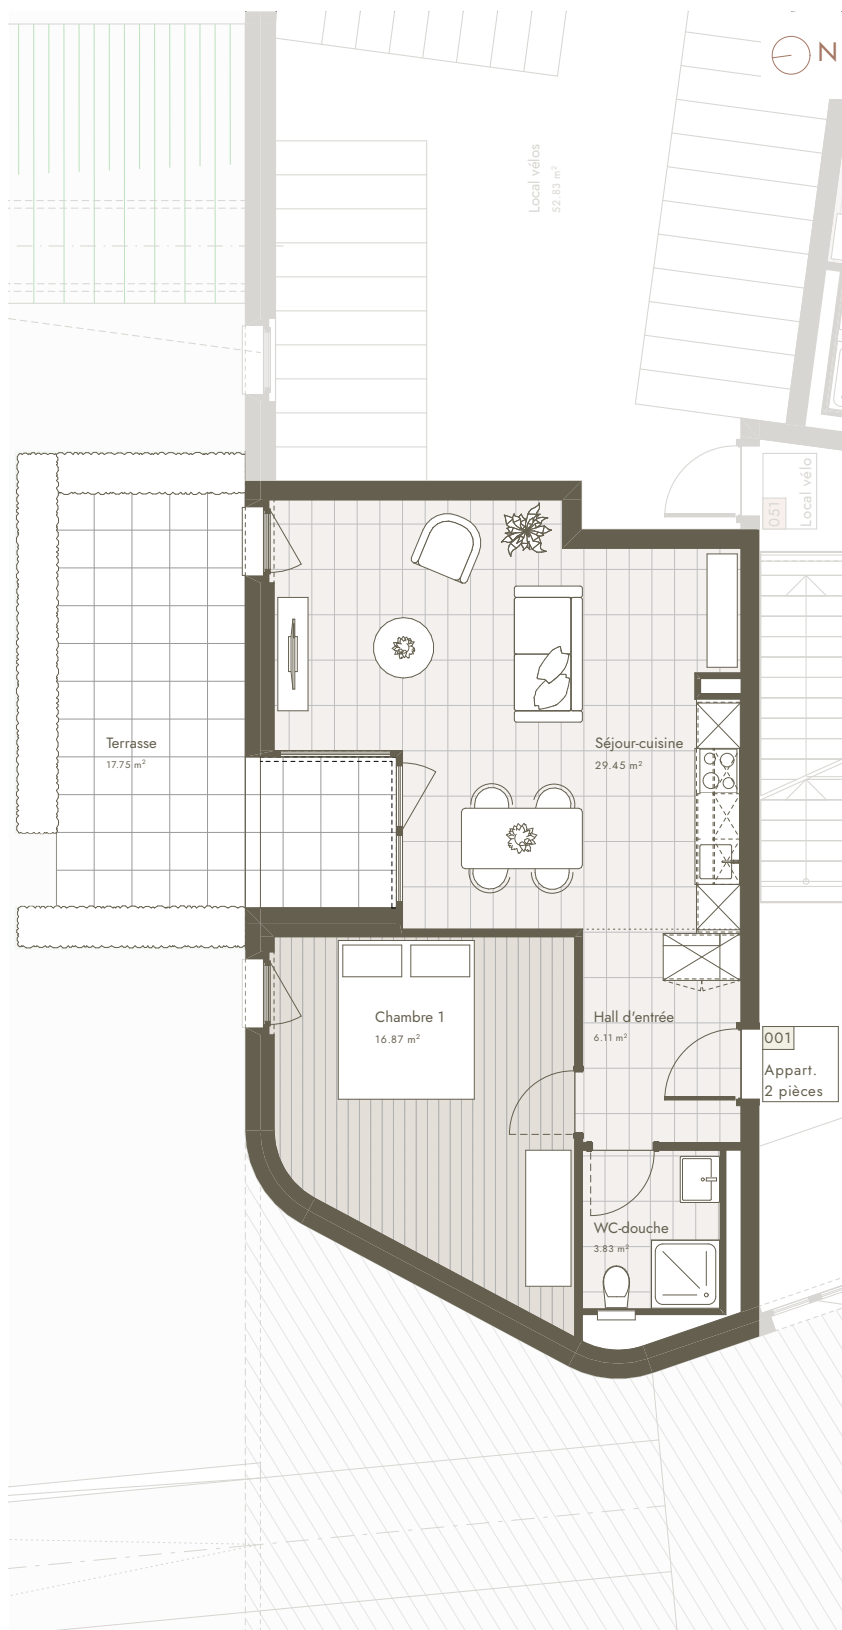 N
Local vélos
52.83 m²
051
Local vélo
Terrasse
17.75 m²
Séjour-cuisine
29.45 m²
Chambre 1
16.87 m²
Hall d'entrée
6.11 m²
001
Appart.
2 pièces
WC-douche
3.83 m²